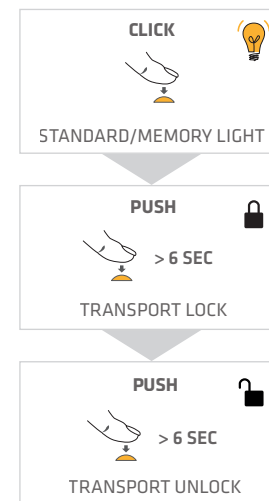 CLICK
STANDARD/MEMORY LIGHT
PUSH
> 6 SEC
TRANSPORT LOCK
PUSH
> 6 SEC
TRANSPORT UNLOCK